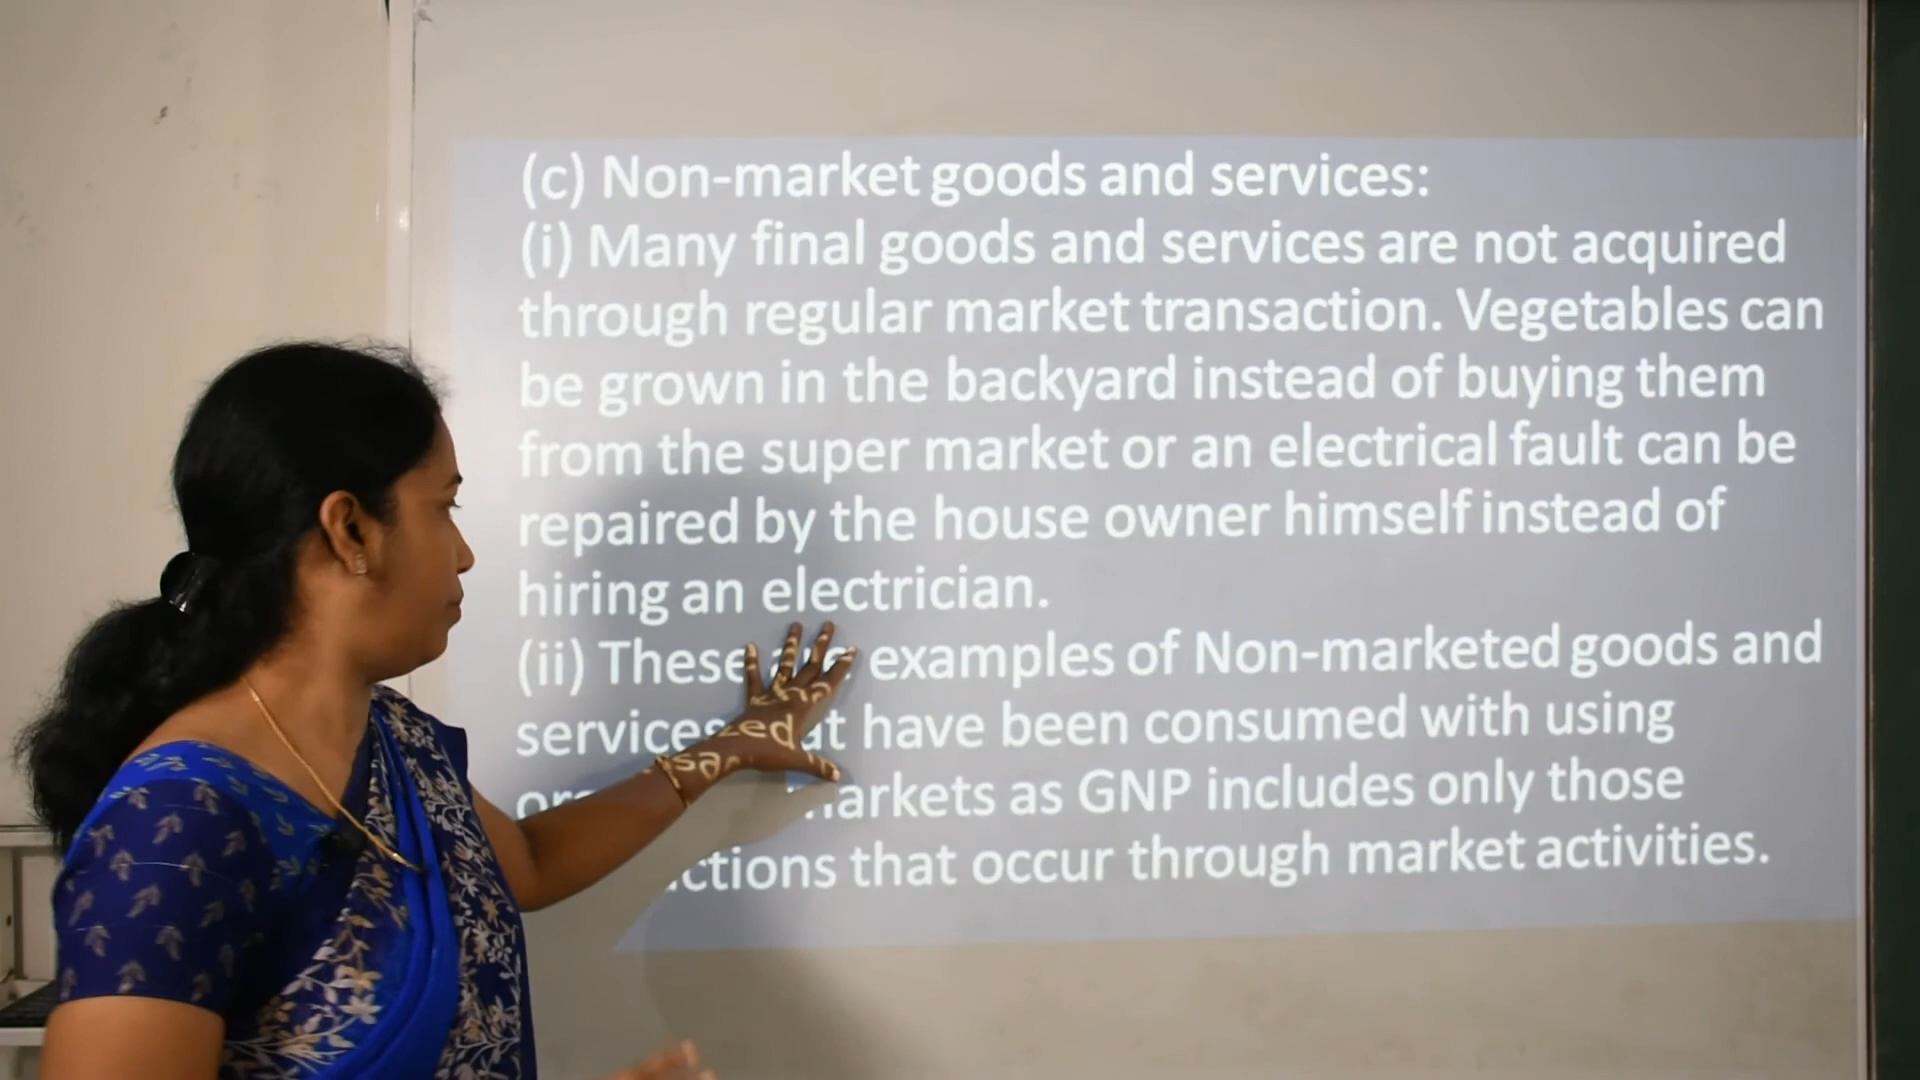 (c) Non-market goods and services:
(i) Many final goods and services are not acquired
through regular market transaction. Vegetables can
be grown in the backyard instead of buying them
from the super market or an electrical fault can be
repaired by the house owner himself instead of
hiring an electrician.
(ii) These are examples of Non-marketed goods and
services that have been consumed with using
markets as GNP includes only those
that occur through market activities.